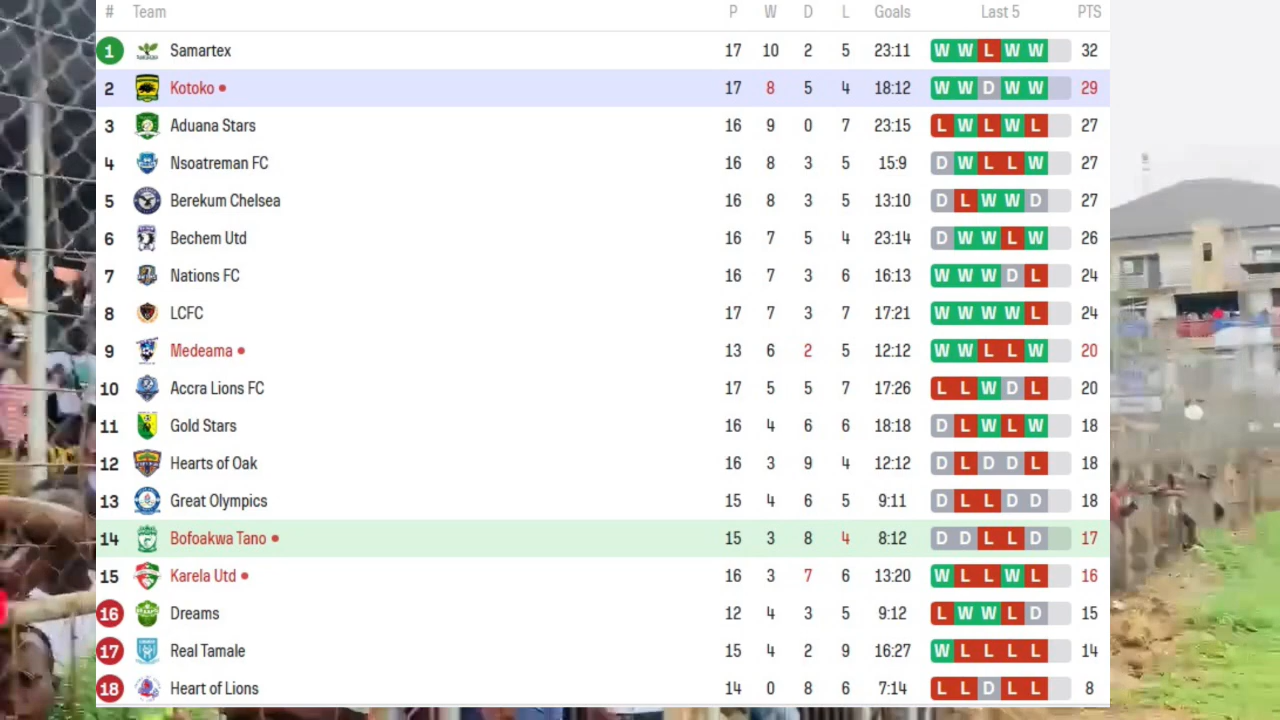 # Team P W D L Goals Last 5 PTS
1 Samartex 17 10 2 5 23:11 W W L W W 32
2 Kotoko 17 8 5 4 18:12 W W D W W 29
3 Aduana Stars 16 9 0 7 23:15 L W L W L 27
4 Nsoatreman FC 16 8 3 5 15:9 D W L L W 27
5 Berekum Chelsea 16 8 3 5 13:10 D L W W D 27
6 Bechem Utd 16 7 5 4 23:14 D W W L W 26
7 Nations FC 16 7 3 6 16:13 W W W D L 24
8 LCFC 17 7 3 7 17:21 W W W W L 24
9 Medeama 13 6 2 5 12:12 W W L L W 20
10 Accra Lions FC 17 5 5 7 17:26 L L W D L 20
11 Gold Stars 16 4 6 6 18:18 D L W L W 18
12 Hearts of Oak 16 3 9 4 12:12 D L D D L 18
13 Great Olympics 15 4 6 5 9:11 D L L D D 18
14 Bofoakwa Tano 15 3 8 4 8:12 D D L L D 17
15 Karela Utd 16 3 7 6 13:20 W L L W L 16
16 Dreams 12 4 3 5 9:12 L W W L D 15
17 Real Tamale 15 4 2 9 16:27 W L L L L 14
18 Heart of Lions 14 0 8 6 7:14 L L D L L 8